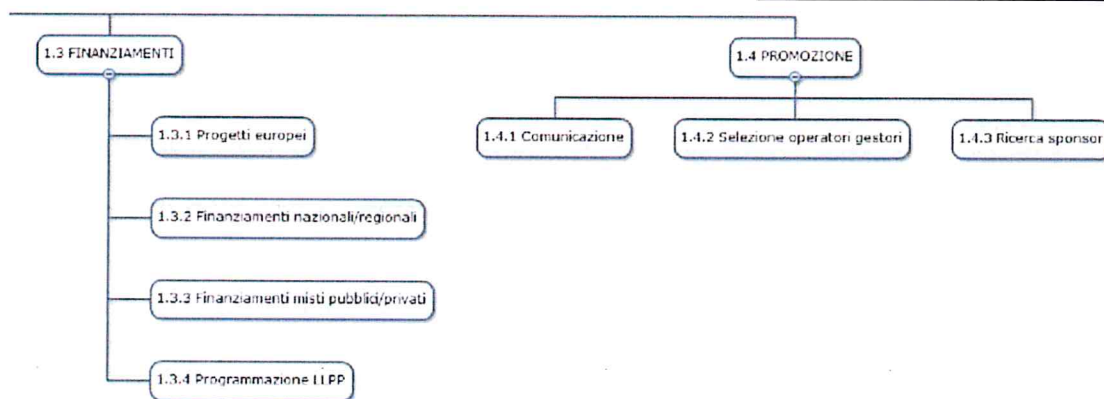 1.3 FINANZIAMENTI
1.4 PROMOZIONE
1.3.1 Progetti europei
1.4.1 Comunicazione
1.4.2 Selezione operatori gestori
1.4.3 Ricerca sponsor
1.3.2 Finanziamenti nazionali/regionali
1.3.3 Finanziamenti misti pubblici/privati
1.3.4 Programmazione LLPP